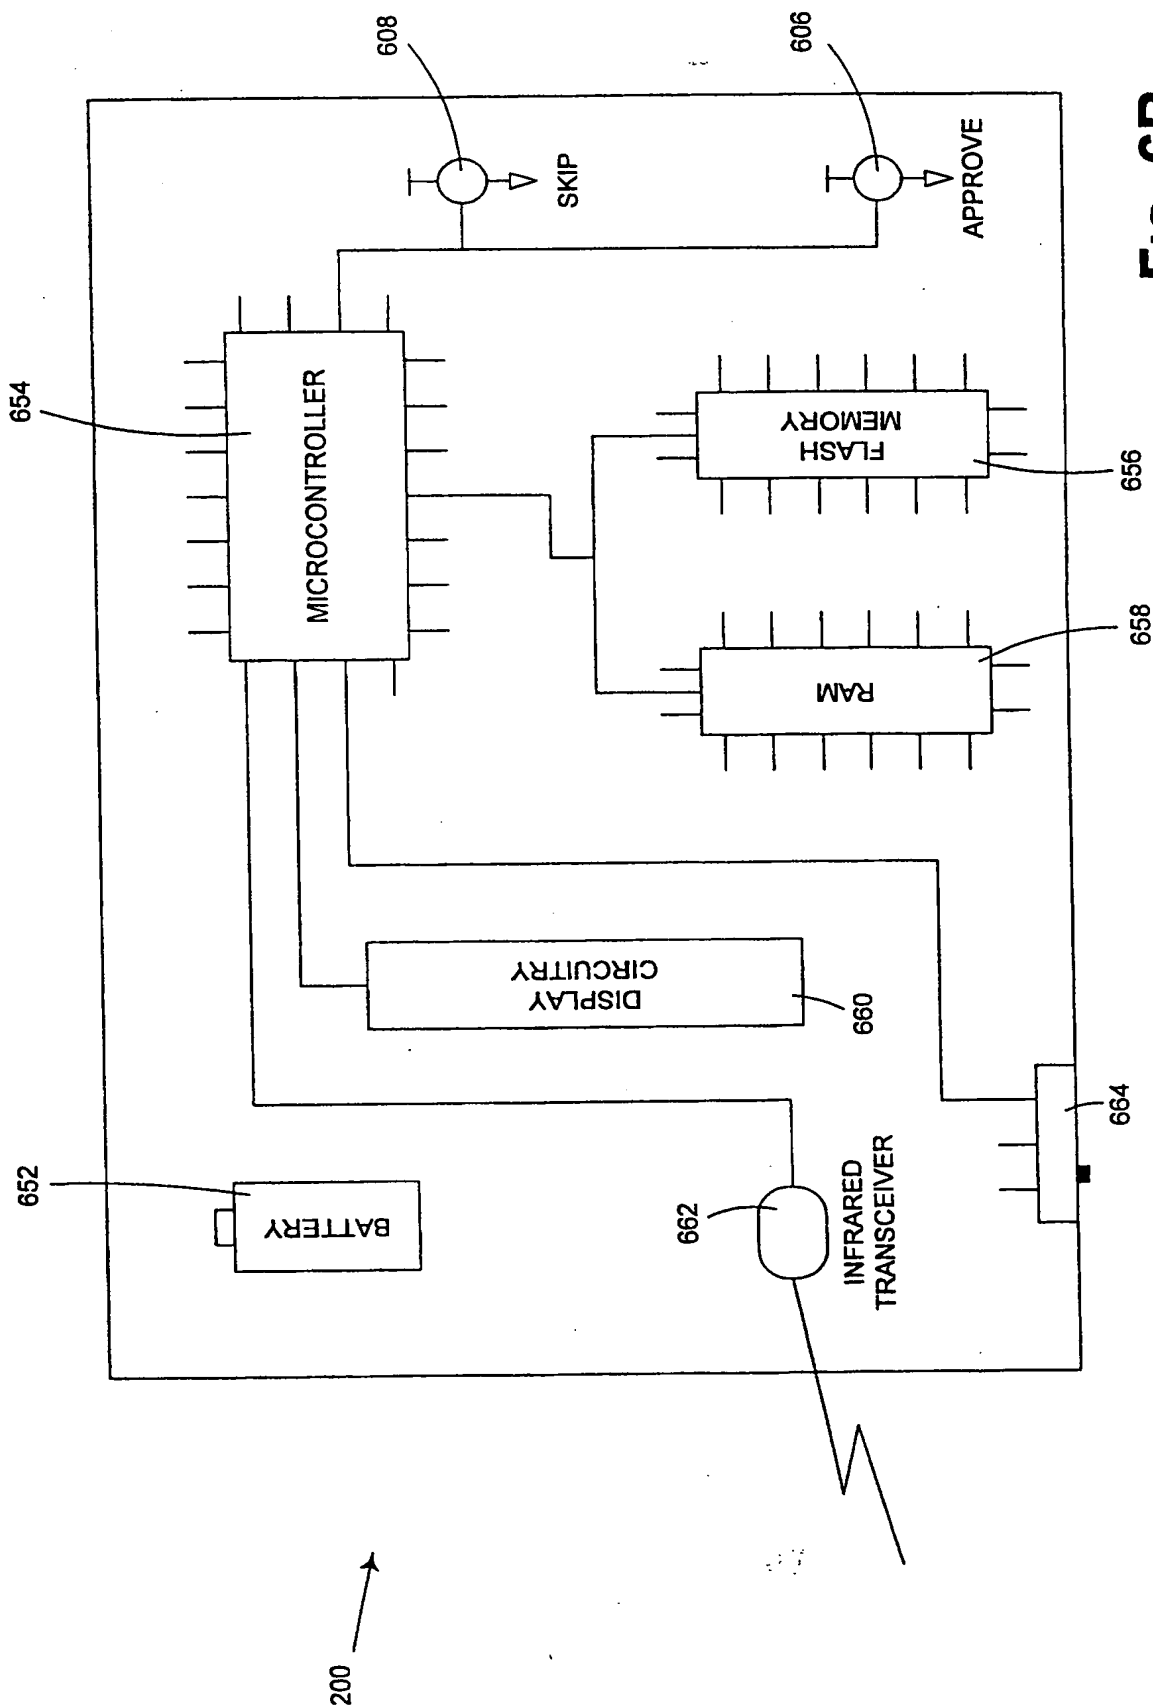 654
652
608
MICROCONTROLLER
BATTERY
200
SKIP
DISPLAY
CIRCUITRY
662
606
RAM
FLASH
MEMORY
INFRARED
TRANSCEIVER
660
APPROVE
664
658
656